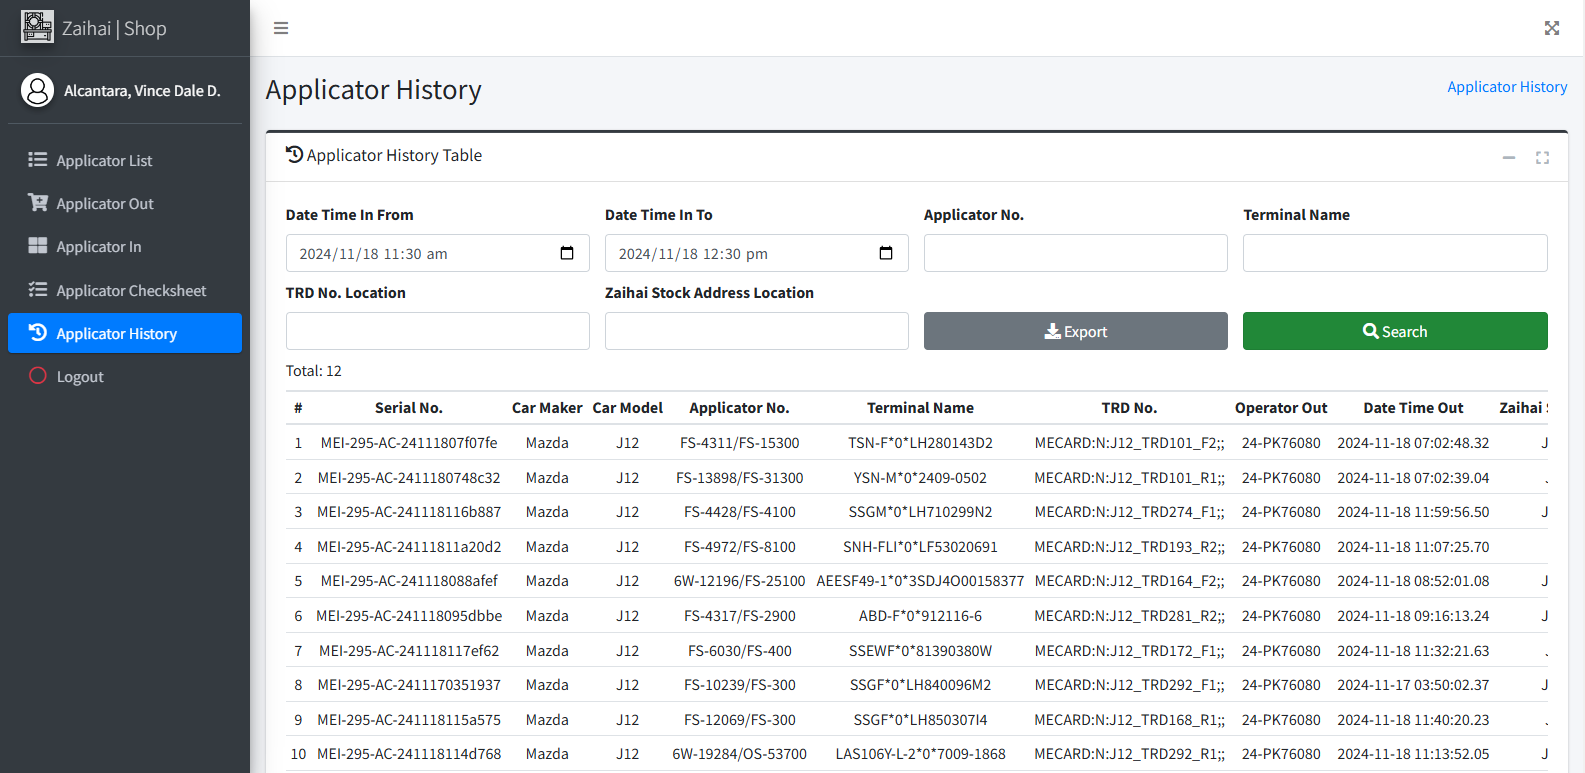 Zaihai | Shop
Alcantara, Vince Dale D.
Applicator List
Applicator Out
Applicator In
Applicator Checksheet
Applicator History
Logout
Applicator History
Applicator History
Applicator History Table
Date Time In From
Date Time In To
Applicator No.
Terminal Name
2024/11/18 11:30 am
2024/11/18 12:30 pm
TRD No. Location
Zaihai Stock Address Location
Export
Search
Total: 12
# Serial No. Car Maker Car Model Applicator No. Terminal Name TRD No. Operator Out Date Time Out Zaihai
1 MEI-295-AC-24111807f07fe Mazda J12 FS-4311/FS-15300 TSN-F*0*LH280143D2 MECARD:N:J12_TRD101_F2;; 24-PK76080 2024-11-18 07:02:48.32 J
2 MEI-295-AC-2411180748c32 Mazda J12 FS-13898/FS-31300 YSN-M*0*2409-0502 MECARD:N:J12_TRD101_R1;; 24-PK76080 2024-11-18 07:02:39.04
3 MEI-295-AC-241118116b887 Mazda J12 FS-4428/FS-4100 SSGM*0*LH710299N2 MECARD:N:J12_TRD274_F1;; 24-PK76080 2024-11-18 11:59:56.50 J
4 MEI-295-AC-24111811a20d2 Mazda J12 FS-4972/FS-8100 SNH-FLI*0*LF53020691 MECARD:N:J12_TRD193_R2;; 24-PK76080 2024-11-18 11:07:25.70
5 MEI-295-AC-241118088afef Mazda J12 6W-12196/FS-25100 AEESF49-1*0*3SDJ4O00158377 MECARD:N:J12_TRD164_F2;; 24-PK76080 2024-11-18 08:52:01.08 J
6 MEI-295-AC-241118095dbbe Mazda J12 FS-4317/FS-2900 ABD-F*0*912116-6 MECARD:N:J12_TRD281_R2;; 24-PK76080 2024-11-18 09:16:13.24 J
7 MEI-295-AC-241118117ef62 Mazda J12 FS-6030/FS-400 SSEWF*0*81390380W MECARD:N:J12_TRD172_F1;; 24-PK76080 2024-11-18 11:32:21.63
8 MEI-295-AC-2411170351937 Mazda J12 FS-10239/FS-300 SSGF*0*LH840096M2 MECARD:N:J12_TRD292_F1;; 24-PK76080 2024-11-17 03:50:02.37 J
9 MEI-295-AC-241118115a575 Mazda J12 FS-12069/FS-300 SSGF*0*LH850307I4 MECARD:N:J12_TRD168_R1;; 24-PK76080 2024-11-18 11:40:20.23
10 MEI-295-AC-241118114d768 Mazda J12 6W-19284/OS-53700 LAS106Y-L-2*0*7009-1868 MECARD:N:J12_TRD292_R1;; 24-PK76080 2024-11-18 11:13:52.05 J